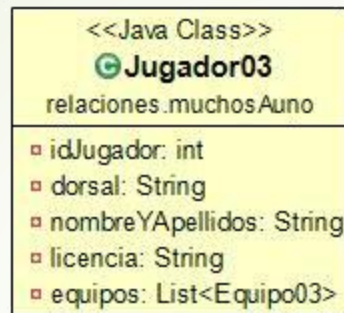 <<Java Class>>
C Jugador03
relaciones.muchosAuno
idJugador: int
dorsal: String
nombreYApellidos: String
licencia: String
equipos: List<Equipo03>